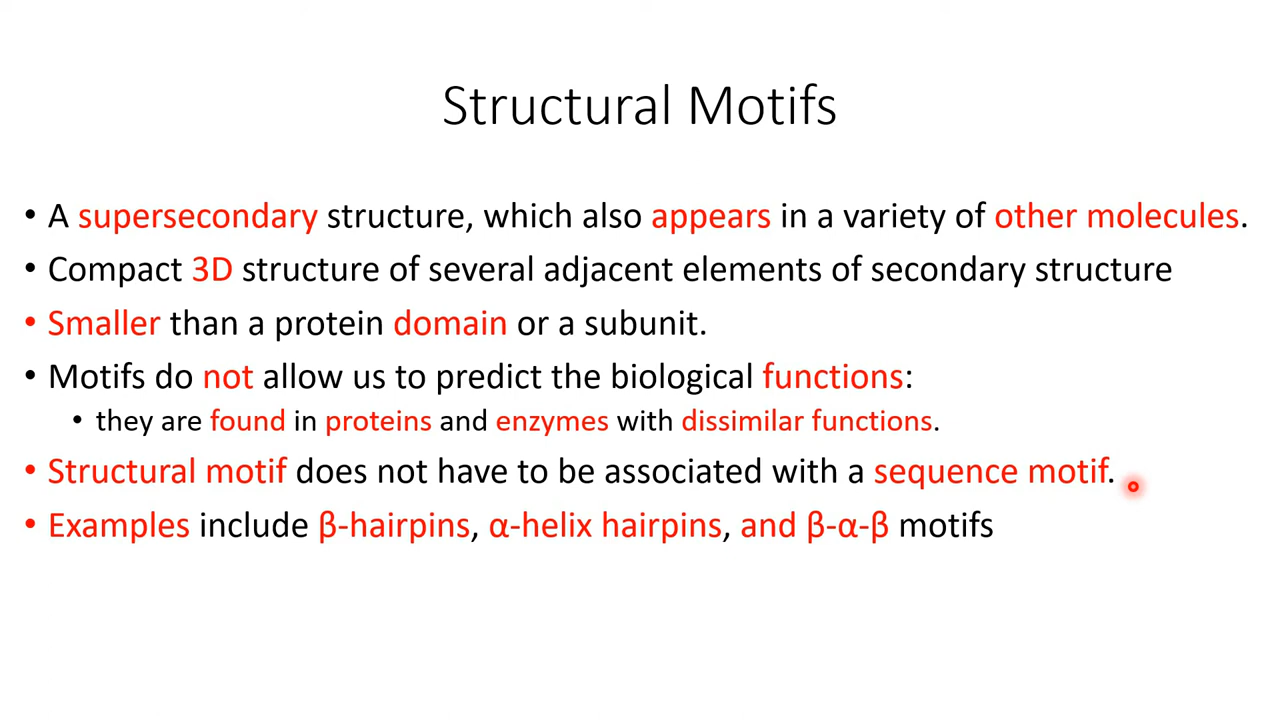 Structural Motifs
• A supersecondary structure, which also appears in a variety of other molecules.
• Compact 3D structure of several adjacent elements of secondary structure
• Smaller than a protein domain or a subunit.
• Motifs do not allow us to predict the biological functions:
• they are found in proteins and enzymes with dissimilar functions.
• Structural motif does not have to be associated with a sequence motif.
• Examples include β-hairpins, α-helix hairpins, and β-α-β motifs